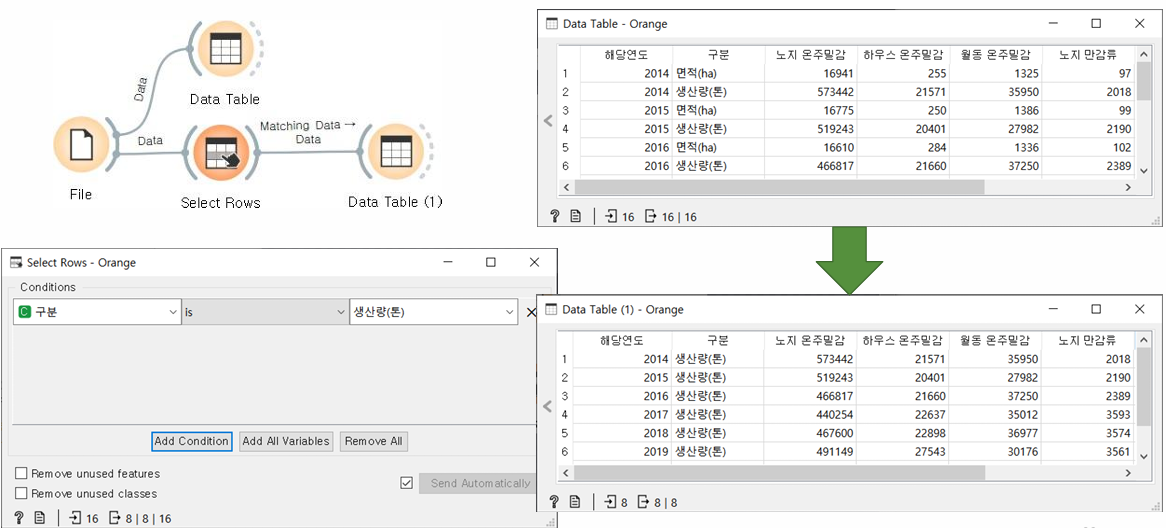 Data
Data Table
Data
Matching Data → Data
File
Select Rows
Data Table (1)
Data Table - Orange
해당연도 구분 노지 온주밀감 하우스 온주밀감 월동 온주밀감 노지 만감류
1 2014 면적(ha) 16941 255 1325 97
2 2014 생산량(톤) 573442 21571 35950 2018
3 2015 면적(ha) 16775 250 1386 99
4 2015 생산량(톤) 519243 20401 27982 2190
5 2016 면적(ha) 16610 284 1336 102
6 2016 생산량(톤) 466817 21660 37250 2389
? 16 16 | 16
Select Rows - Orange
Conditions
C 구분 is 생산량(톤)
Add Condition Add All Variables Remove All
Remove unused features
Remove unused classes
Send Automatically
? 16 8 | 8 | 16
Data Table (1) - Orange
해당연도 구분 노지 온주밀감 하우스 온주밀감 월동 온주밀감 노지 만감류
1 2014 생산량(톤) 573442 21571 35950 2018
2 2015 생산량(톤) 519243 20401 27982 2190
3 2016 생산량(톤) 466817 21660 37250 2389
4 2017 생산량(톤) 440254 22637 35012 3593
5 2018 생산량(톤) 467600 22898 36977 3574
6 2019 생산량(톤) 491149 27543 30176 3561
? 8 8 | 8